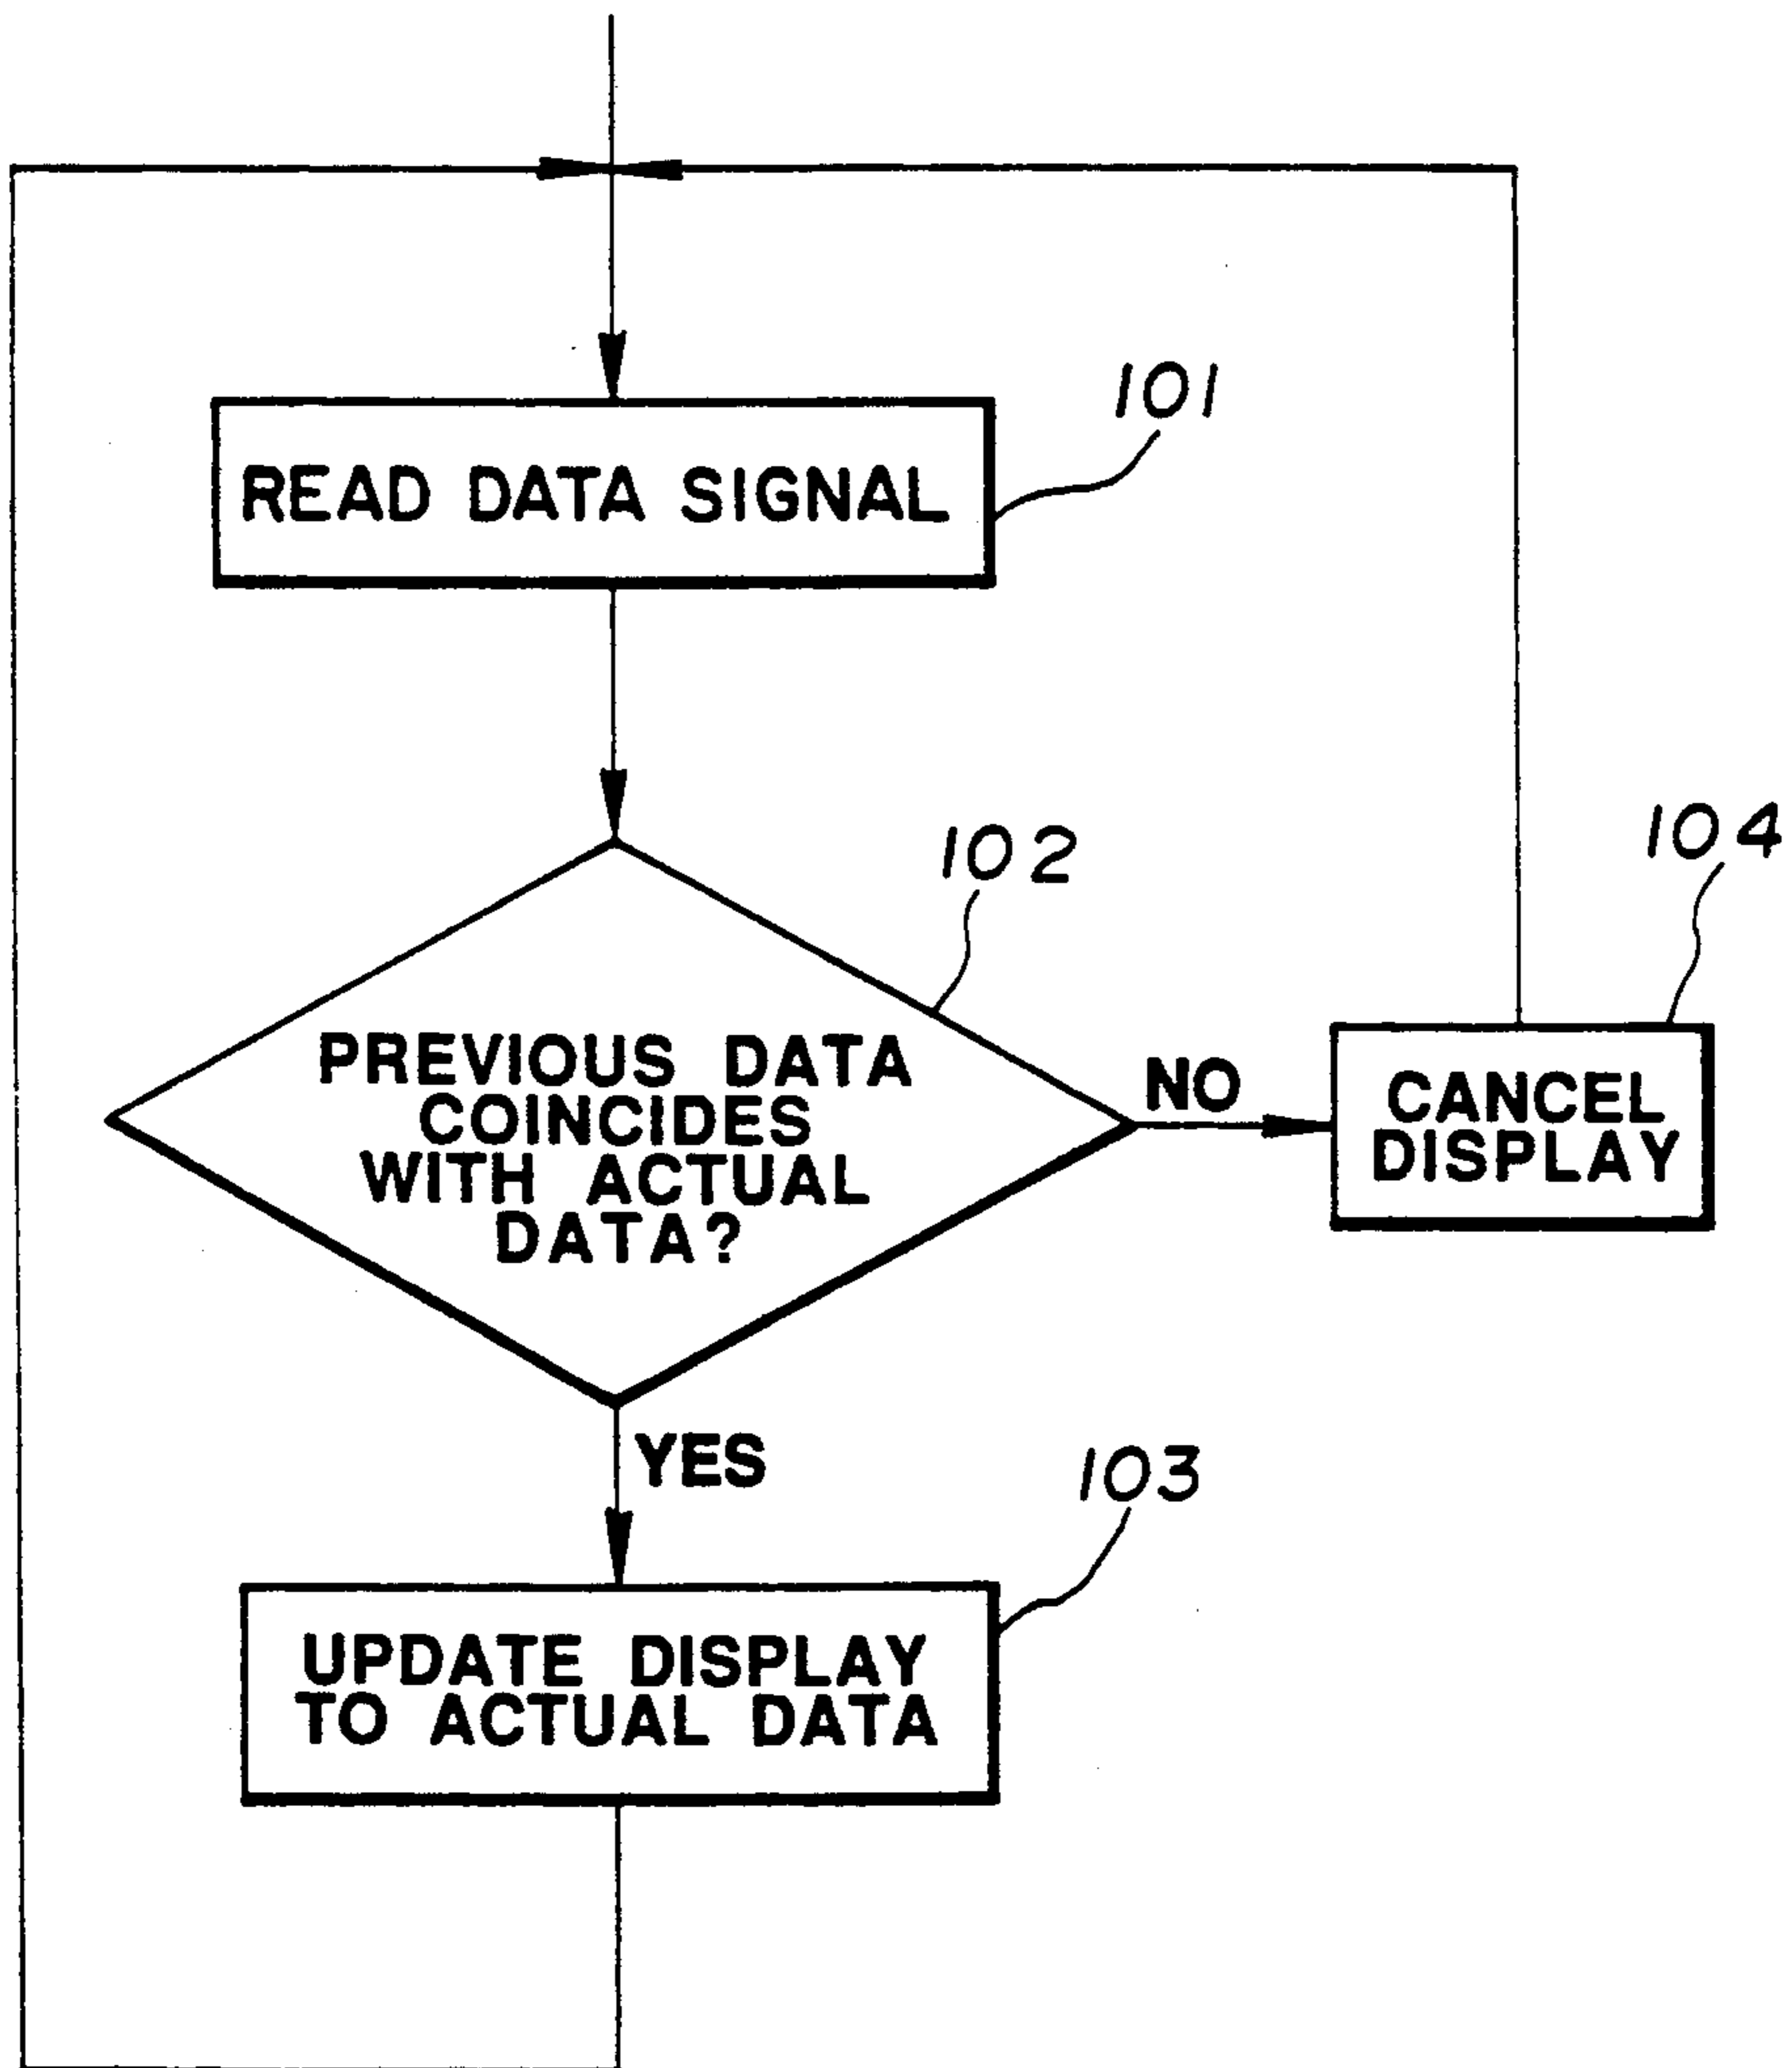 101
READ DATA SIGNAL
102
104
PREVIOUS DATA
COINCIDES
WITH ACTUAL
DATA?
NO
CANCEL
DISPLAY
YES
103
UPDATE DISPLAY
TO ACTUAL DATA